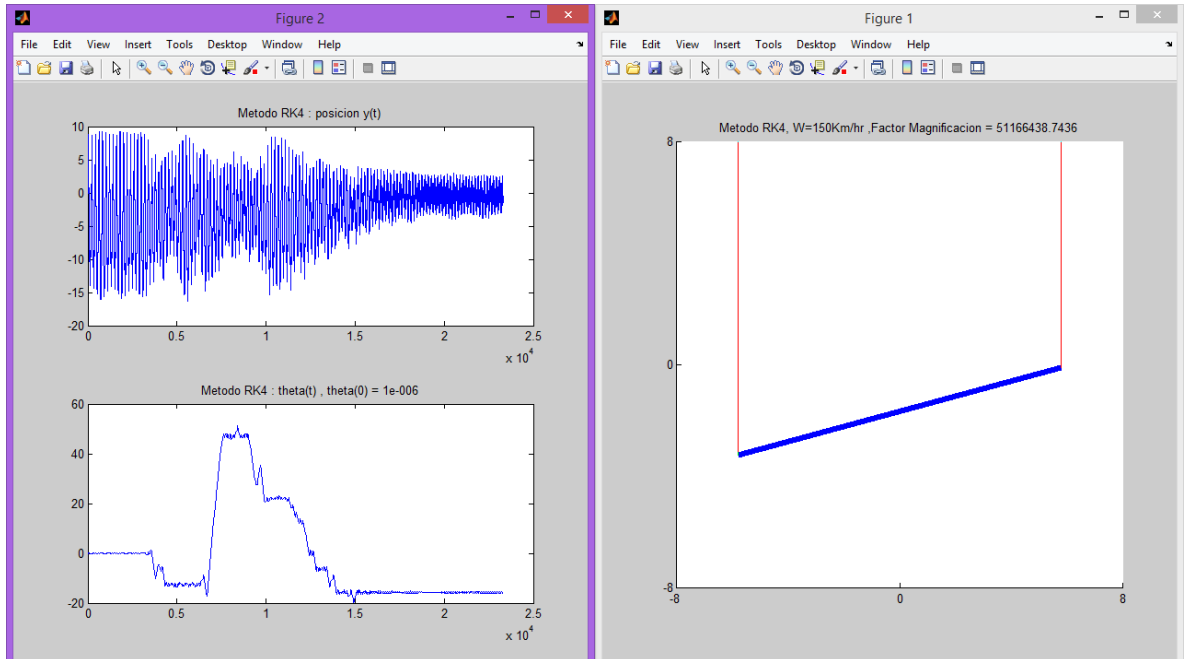 Figure 2
File Edit View Insert Tools Desktop Window Help
Metodo RK4 : posicion y(t)
10
5
0
-5
-10
-15
-20
0 0.5 1 1.5 2 2.5
x 10^4
Metodo RK4 : theta(t) , theta(0) = 1e-006
60
40
20
0
-20
0 0.5 1 1.5 2 2.5
x 10^4
Figure 1
File Edit View Insert Tools Desktop Window Help
Metodo RK4, W=150Km/hr ,Factor Magnificacion = 51166438.7436
8
0
-8
-8 0 8